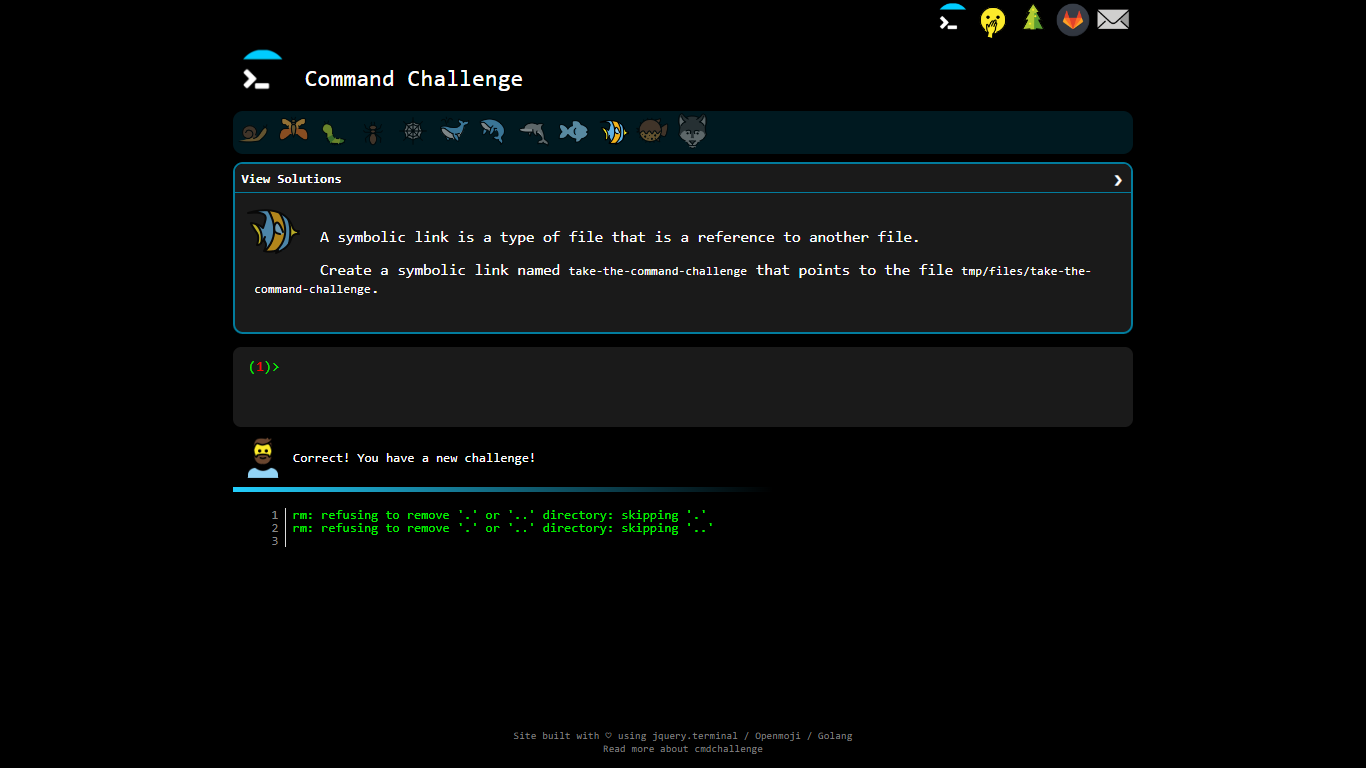 Command Challenge
View Solutions
A symbolic link is a type of file that is a reference to another file.
Create a symbolic link named take-the-command-challenge that points to the file tmp/files/take-the-
command-challenge.
(1)>
Correct! You have a new challenge!
1 rm: refusing to remove '.' or '..' directory: skipping '.'
2 rm: refusing to remove '.' or '..' directory: skipping '..'
3
Site built with ♡ using jquery.terminal / Openmoji / Golang
Read more about cmdchallenge